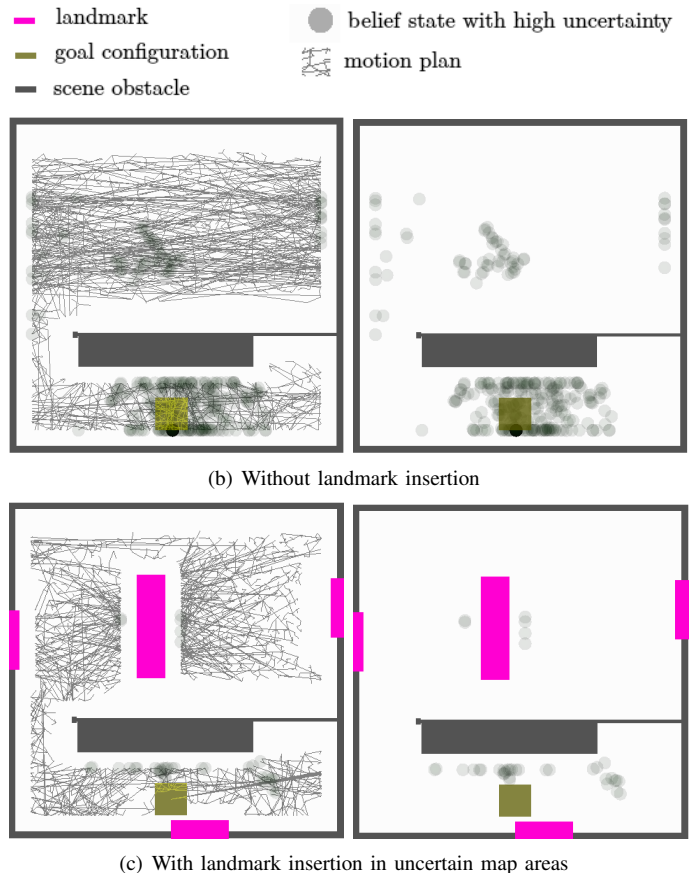 landmark
goal configuration
scene obstacle
belief state with high uncertainty
motion plan
(b) Without landmark insertion
(c) With landmark insertion in uncertain map areas